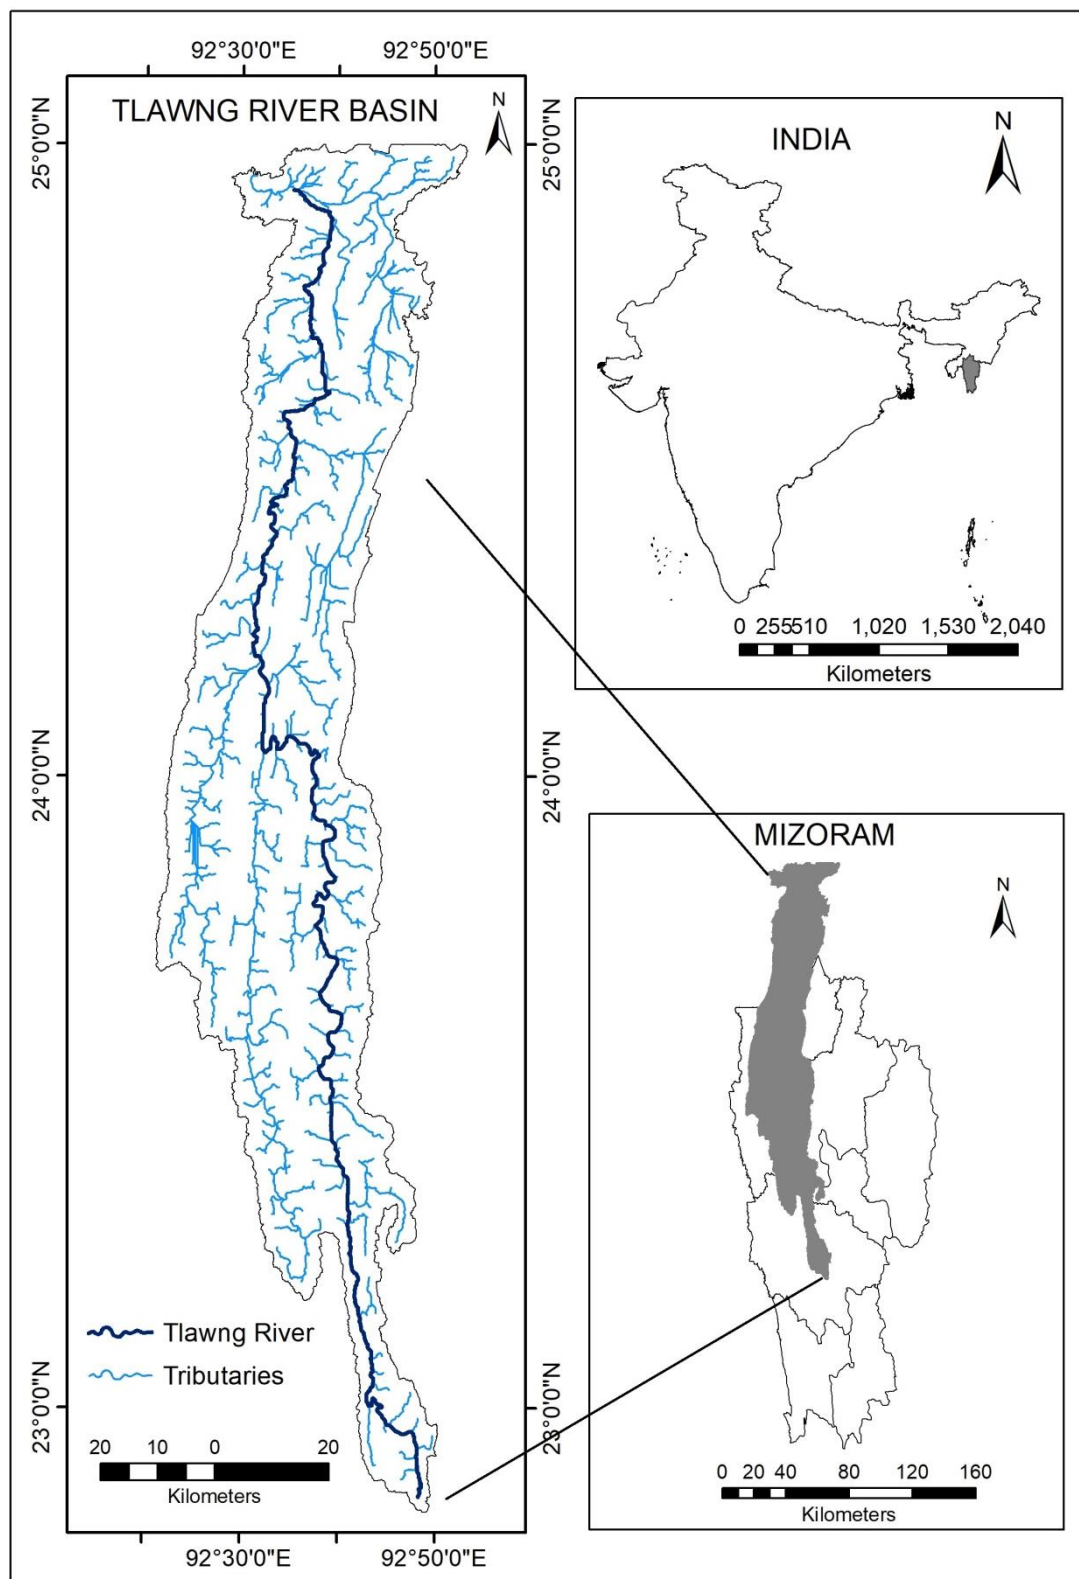 92°30'0"E 92°50'0"E
TLAWNG RIVER BASIN
N
25°0'0"N
25°0'0"N
24°0'0"N
24°0'0"N
23°0'0"N
23°0'0"N
Tlawng River
Tributaries
20 10 0 20
Kilometers
92°30'0"E 92°50'0"E
INDIA
N
0 255510 1,020 1,530 2,040
Kilometers
MIZORAM
N
0 20 40 80 120 160
Kilometers